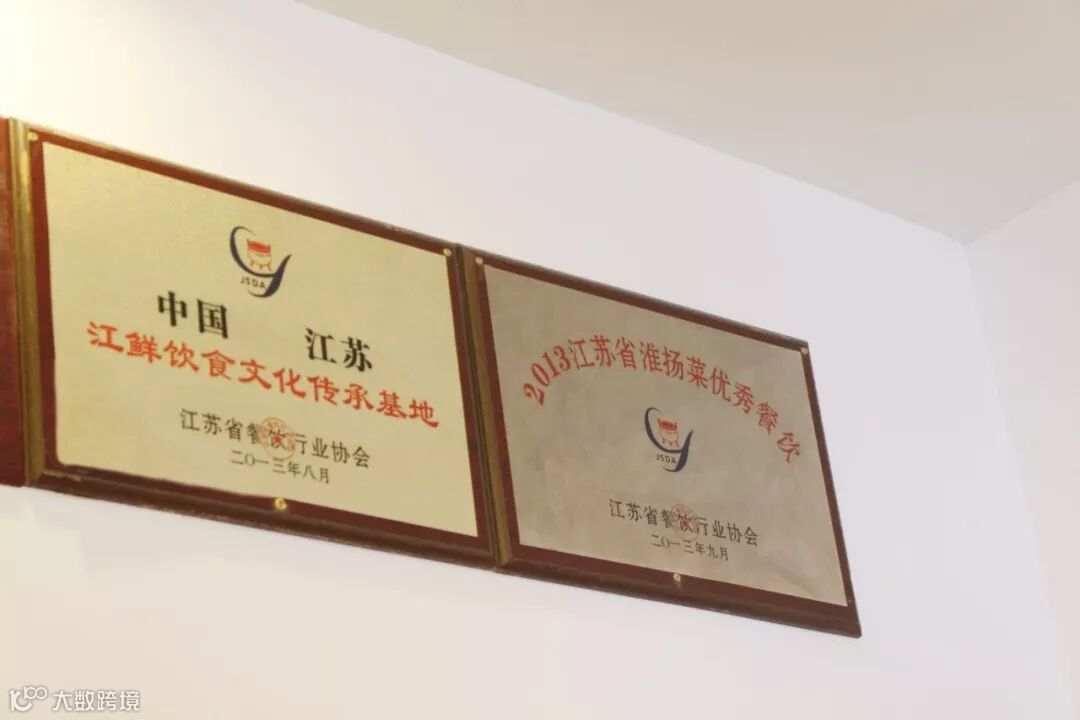 JSDA
中国 江苏
江鲜饮食文化传承基地
江苏省餐饮行业协会
二〇一三年八月
2013江苏省淮扬菜优秀餐饮
JSDA
江苏省餐饮行业协会
二〇一三年九月
大数跨境